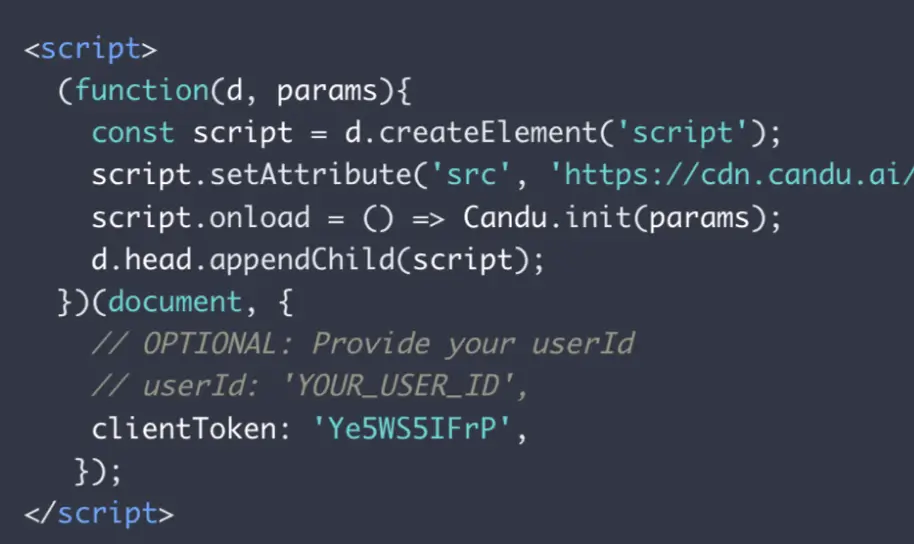 <script>
(function(d, params){
const script = d.createElement('script');
script.setAttribute('src', 'https://cdn.candu.ai/
script.onload = () => Candu.init(params);
d.head.appendChild(script);
})(document, {
// OPTIONAL: Provide your userId
// userId: 'YOUR_USER_ID',
clientToken: 'Ye5WS5IFrP',
});
</script>